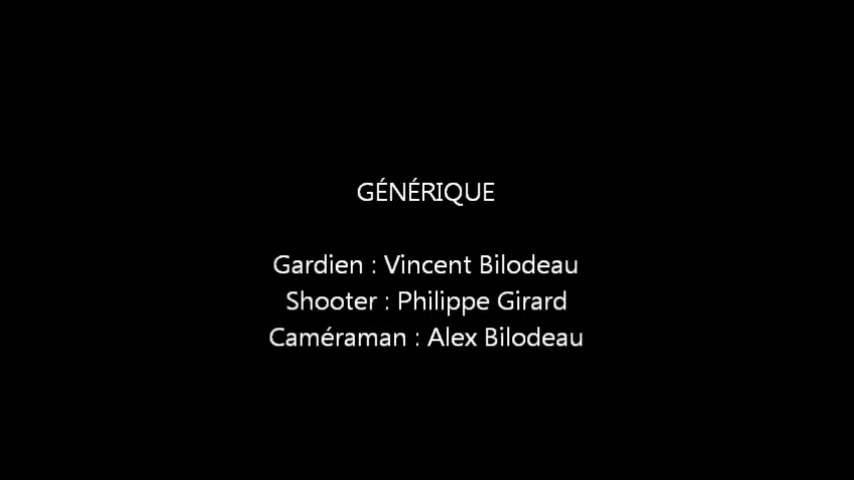 GÉNÉRIQUE
Gardien : Vincent Bilodeau
Shooter : Philippe Girard
Caméraman : Alex Bilodeau